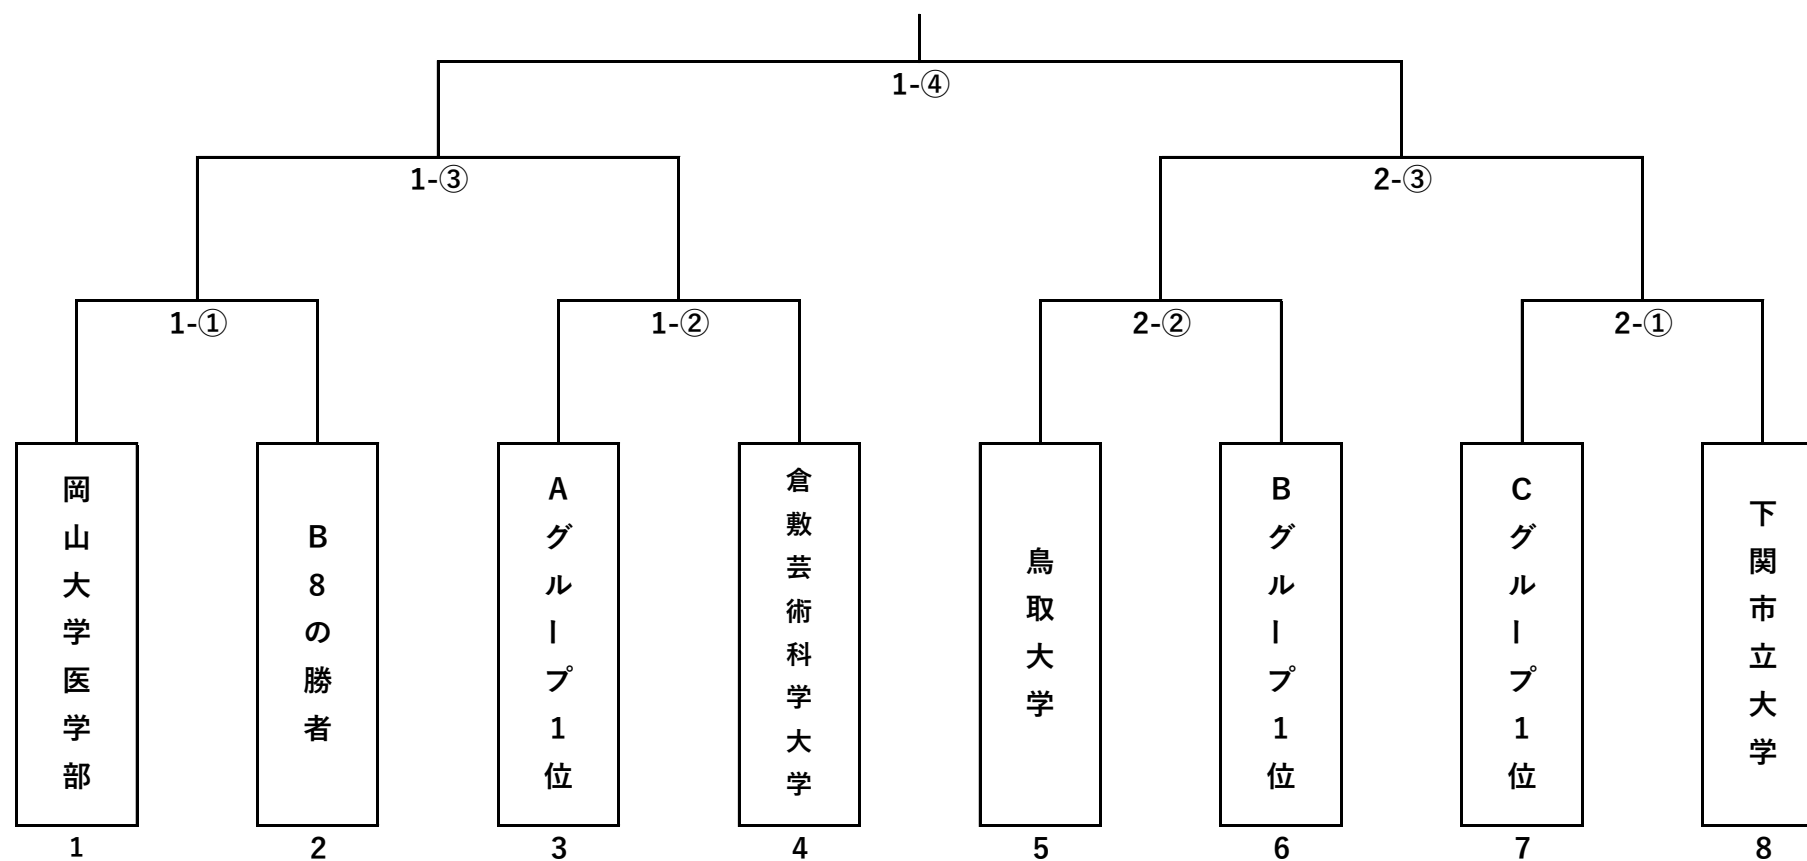 1-④
1-③
2-③
1-①
1-②
2-②
2-①
岡山大学医学部
B8の勝者
Aグループ1位
倉敷芸術科学大学
鳥取大学
Bグループ1位
Cグループ1位
下関市立大学
1
2
3
4
5
6
7
8